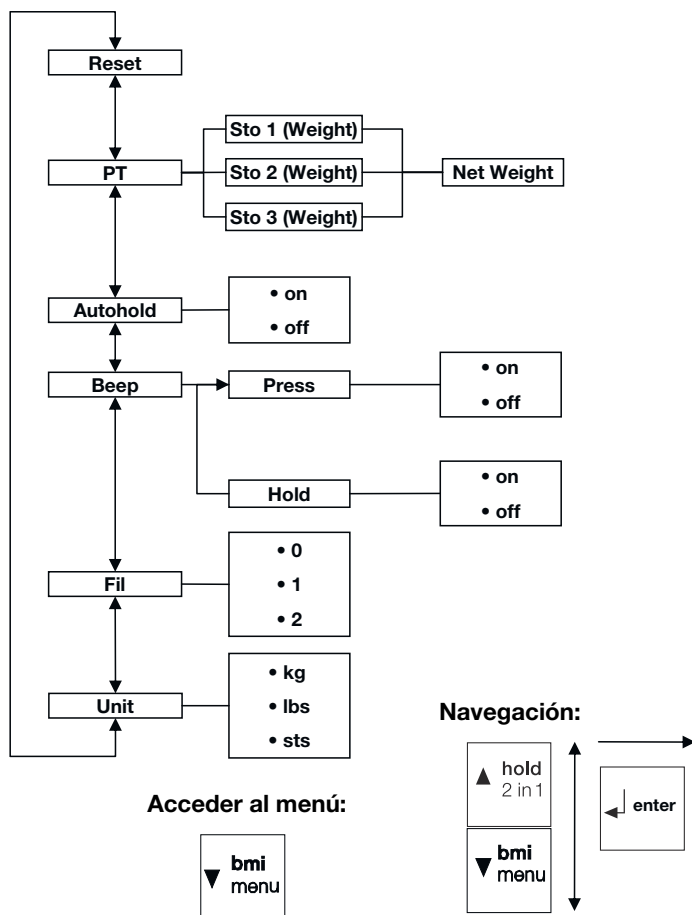 Reset
Sto 1 (Weight)
PT
Sto 2 (Weight)
Net Weight
Sto 3 (Weight)
Autohold
• on
• off
Beep
Press
• on
• off
Hold
• on
• off
Fil
• 0
• 1
• 2
Unit
• kg
• lbs
• sts
Navegación:
hold
2 in 1
enter
bmi
menu
Acceder al menú:
bmi
menu